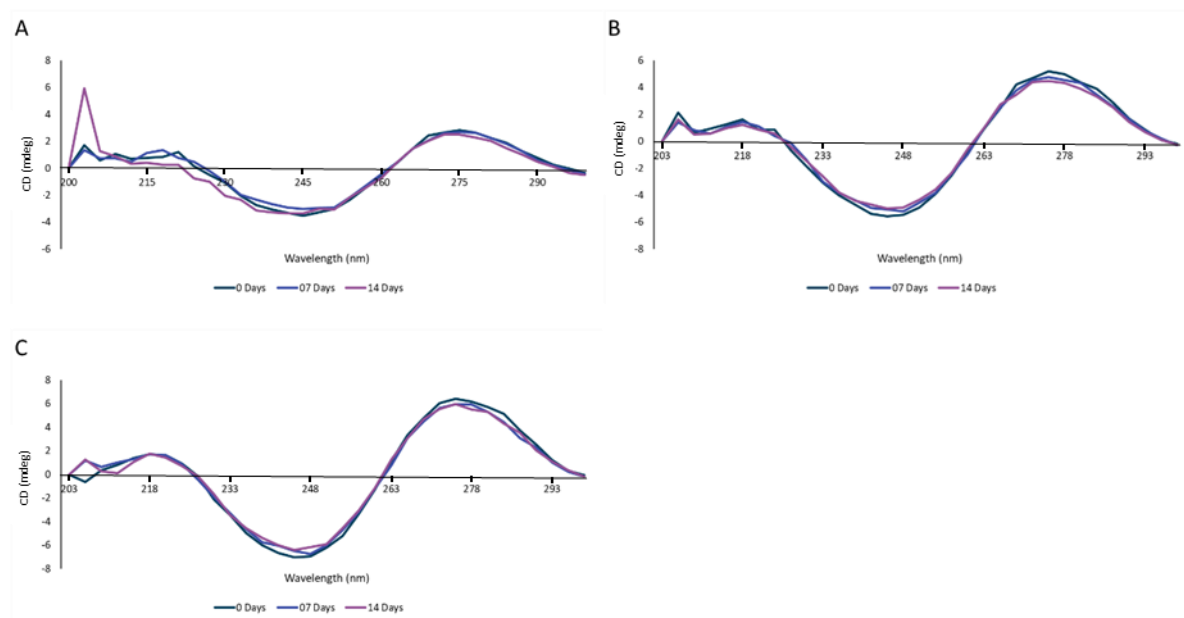 A
8
6
4
2
0
-2
-4
-6
CD (mdeg)
200 215 230 245 260 275 290
Wavelength (nm)
0 Days 07 Days 14 Days
B
6
4
2
0
-2
-4
-6
-8
CD (mdeg)
203 218 233 248 263 278 293
Wavelength (nm)
0 Days 07 Days 14 Days
C
8
6
4
2
0
-2
-4
-6
-8
CD (mdeg)
203 218 233 248 263 278 293
Wavelength (nm)
0 Days 07 Days 14 Days